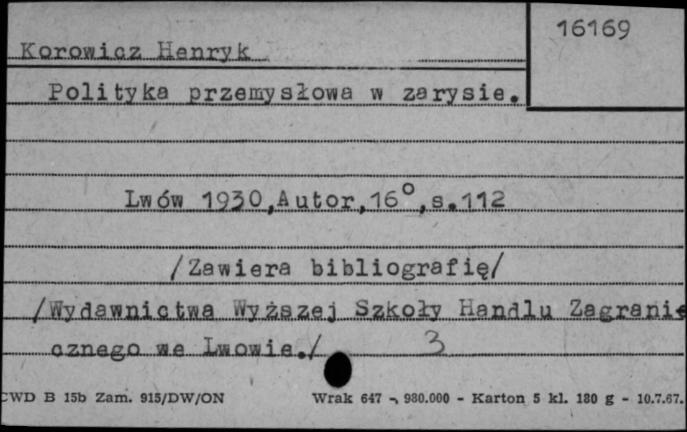 16169
Korowicz Henryk
Polityka przemysłowa w zarysie.
Lwów 1930,Autor,16°,s.112
/Zawiera bibliografię/
/Wydawnictwa Wyższej Szkoły Handlu Zagranic
cznego we Lwowie./ 3
CWD B 15b Zam. 915/DW/ON Wrak 647 - 980.000 - Karton 5 kl. 180 g - 10.7.67.